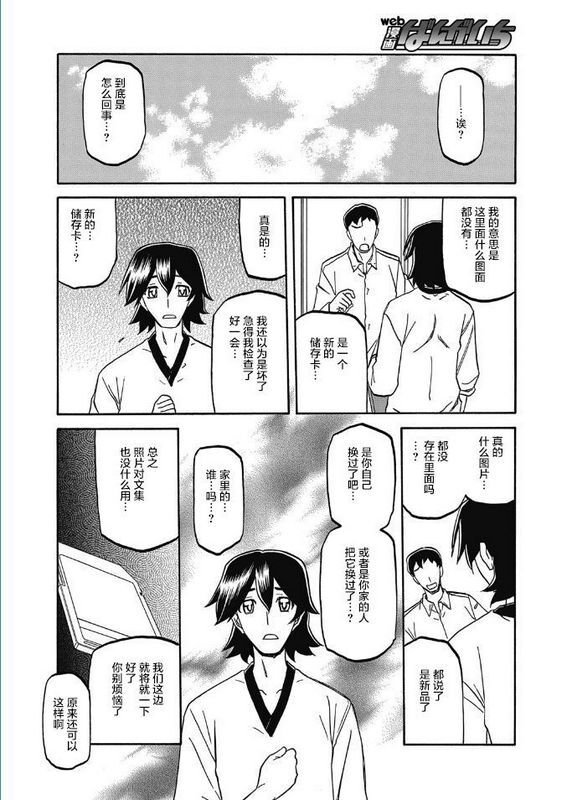 web
漫画
ばんがいち
——诶…?
到底是
怎么回事…?
我的意思是
这里面什么图面
都没有…
是一个
新的
储存卡…
真是的…
我还以为是坏了
急得我检查了
好一会…
新的…
储存卡…?
真的
什么图片…
都没
存在里面吗
…?
都说了
是新品了
是你自己
换过了吧…
或者是你家的人
把它换过了…?
家里的…
谁…吗…?
总之
照片对文集
也没什么用…
我们这边
就将就一下
好了
你别烦恼了
原来还可以
这样啊